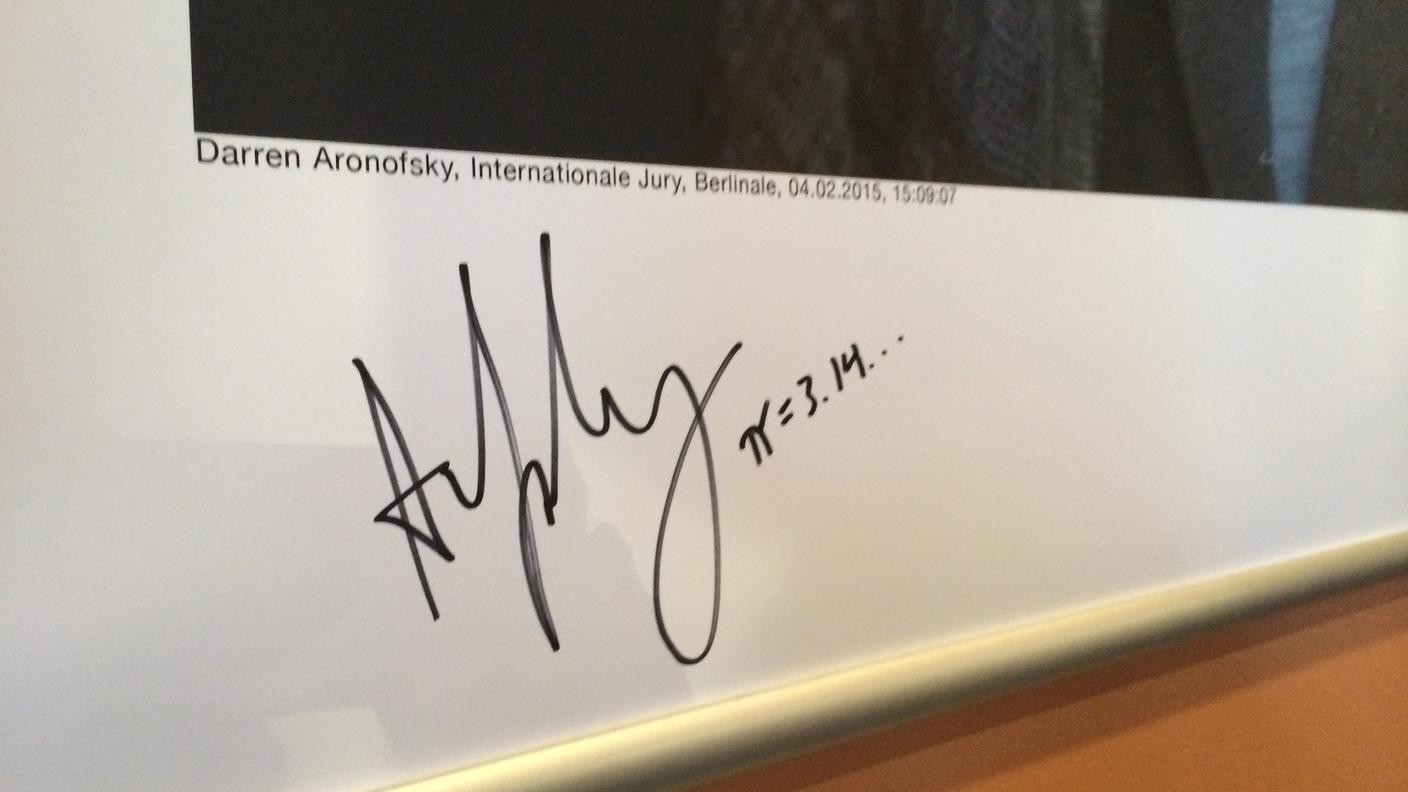 Darren Aronofsky, Internationale Jury, Berlinale, 04.02.2015, 15:09:07
π = 3.14...